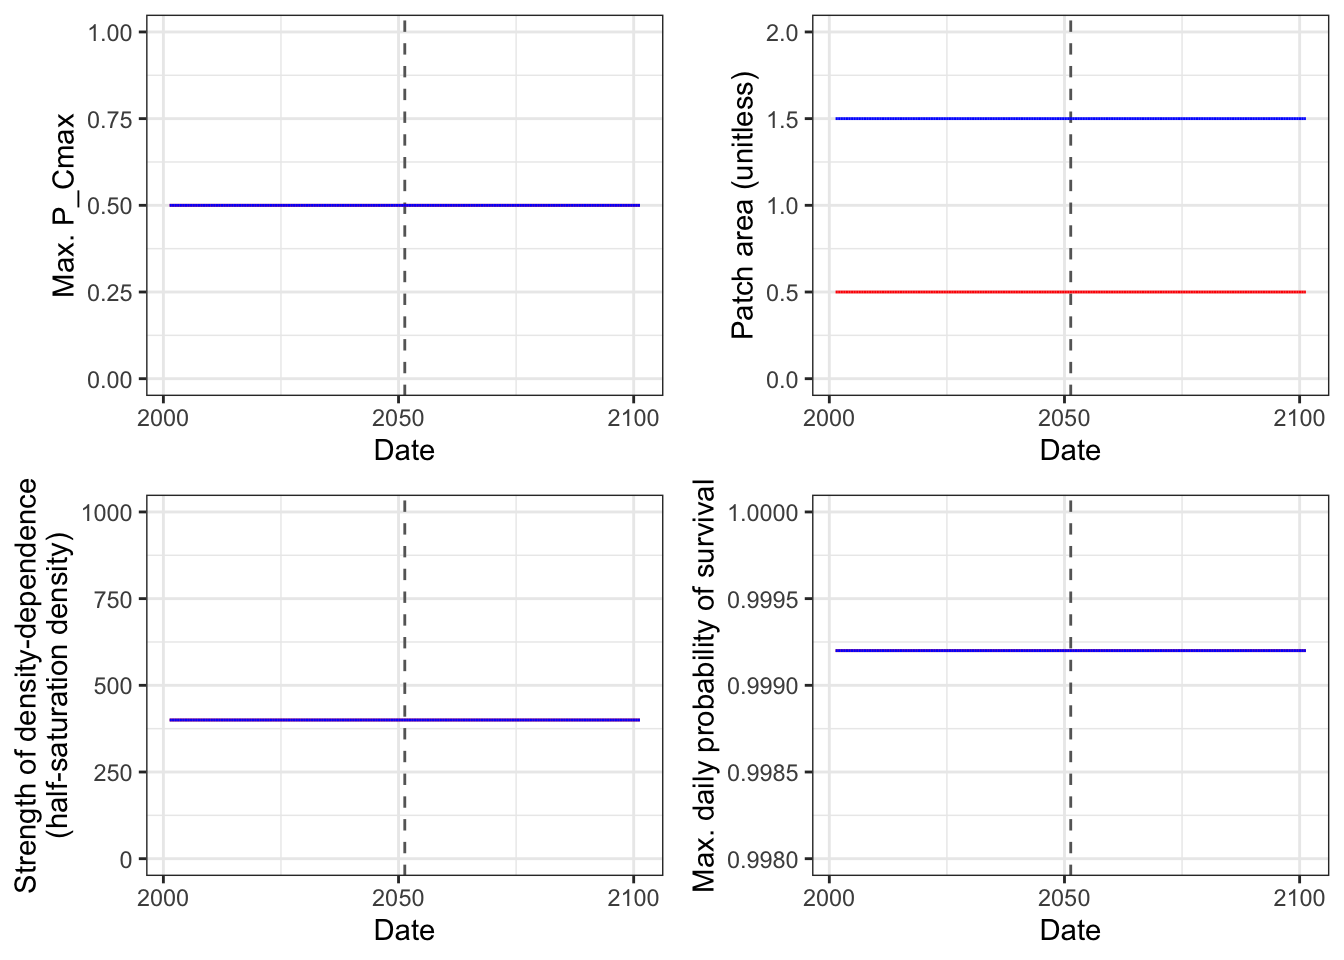 Max. P_Cmax
1.00
0.75
0.50
0.25
0.00
2000 2050 2100
Date
Patch area (unitless)
2.0
1.5
1.0
0.5
0.0
2000 2050 2100
Date
Strength of density-dependence
(half-saturation density)
1000
750
500
250
0
2000 2050 2100
Date
Max. daily probability of survival
1.0000
0.9995
0.9990
0.9985
0.9980
2000 2050 2100
Date